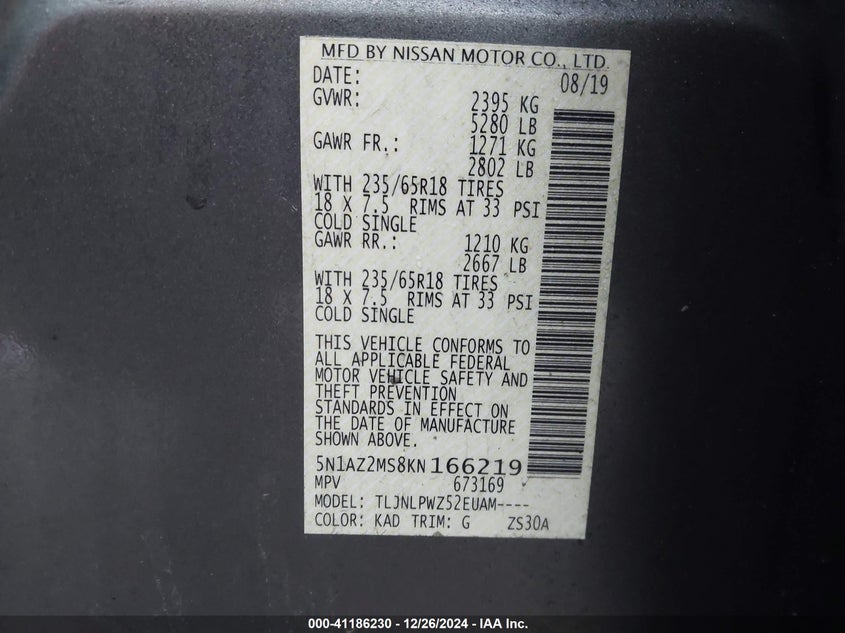 MFD BY NISSAN MOTOR CO., LTD.
DATE: 08/19
GVWR: 2395 KG
5280 LB
GAWR FR.: 1271 KG
2802 LB
WITH 235/65R18 TIRES
18 X 7.5 RIMS AT 33 PSI
COLD SINGLE
GAWR RR.: 1210 KG
2667 LB
WITH 235/65R18 TIRES
18 X 7.5 RIMS AT 33 PSI
COLD SINGLE
THIS VEHICLE CONFORMS TO
ALL APPLICABLE FEDERAL
MOTOR VEHICLE SAFETY AND
THEFT PREVENTION
STANDARDS IN EFFECT ON
THE DATE OF MANUFACTURE
SHOWN ABOVE.
5N1AZ2MS8KN166219
MPV 673169
MODEL: TLJNLPWZ52EUAM----
COLOR: KAD TRIM: G ZS30A
000-41186230 - 12/26/2024 - IAA Inc.